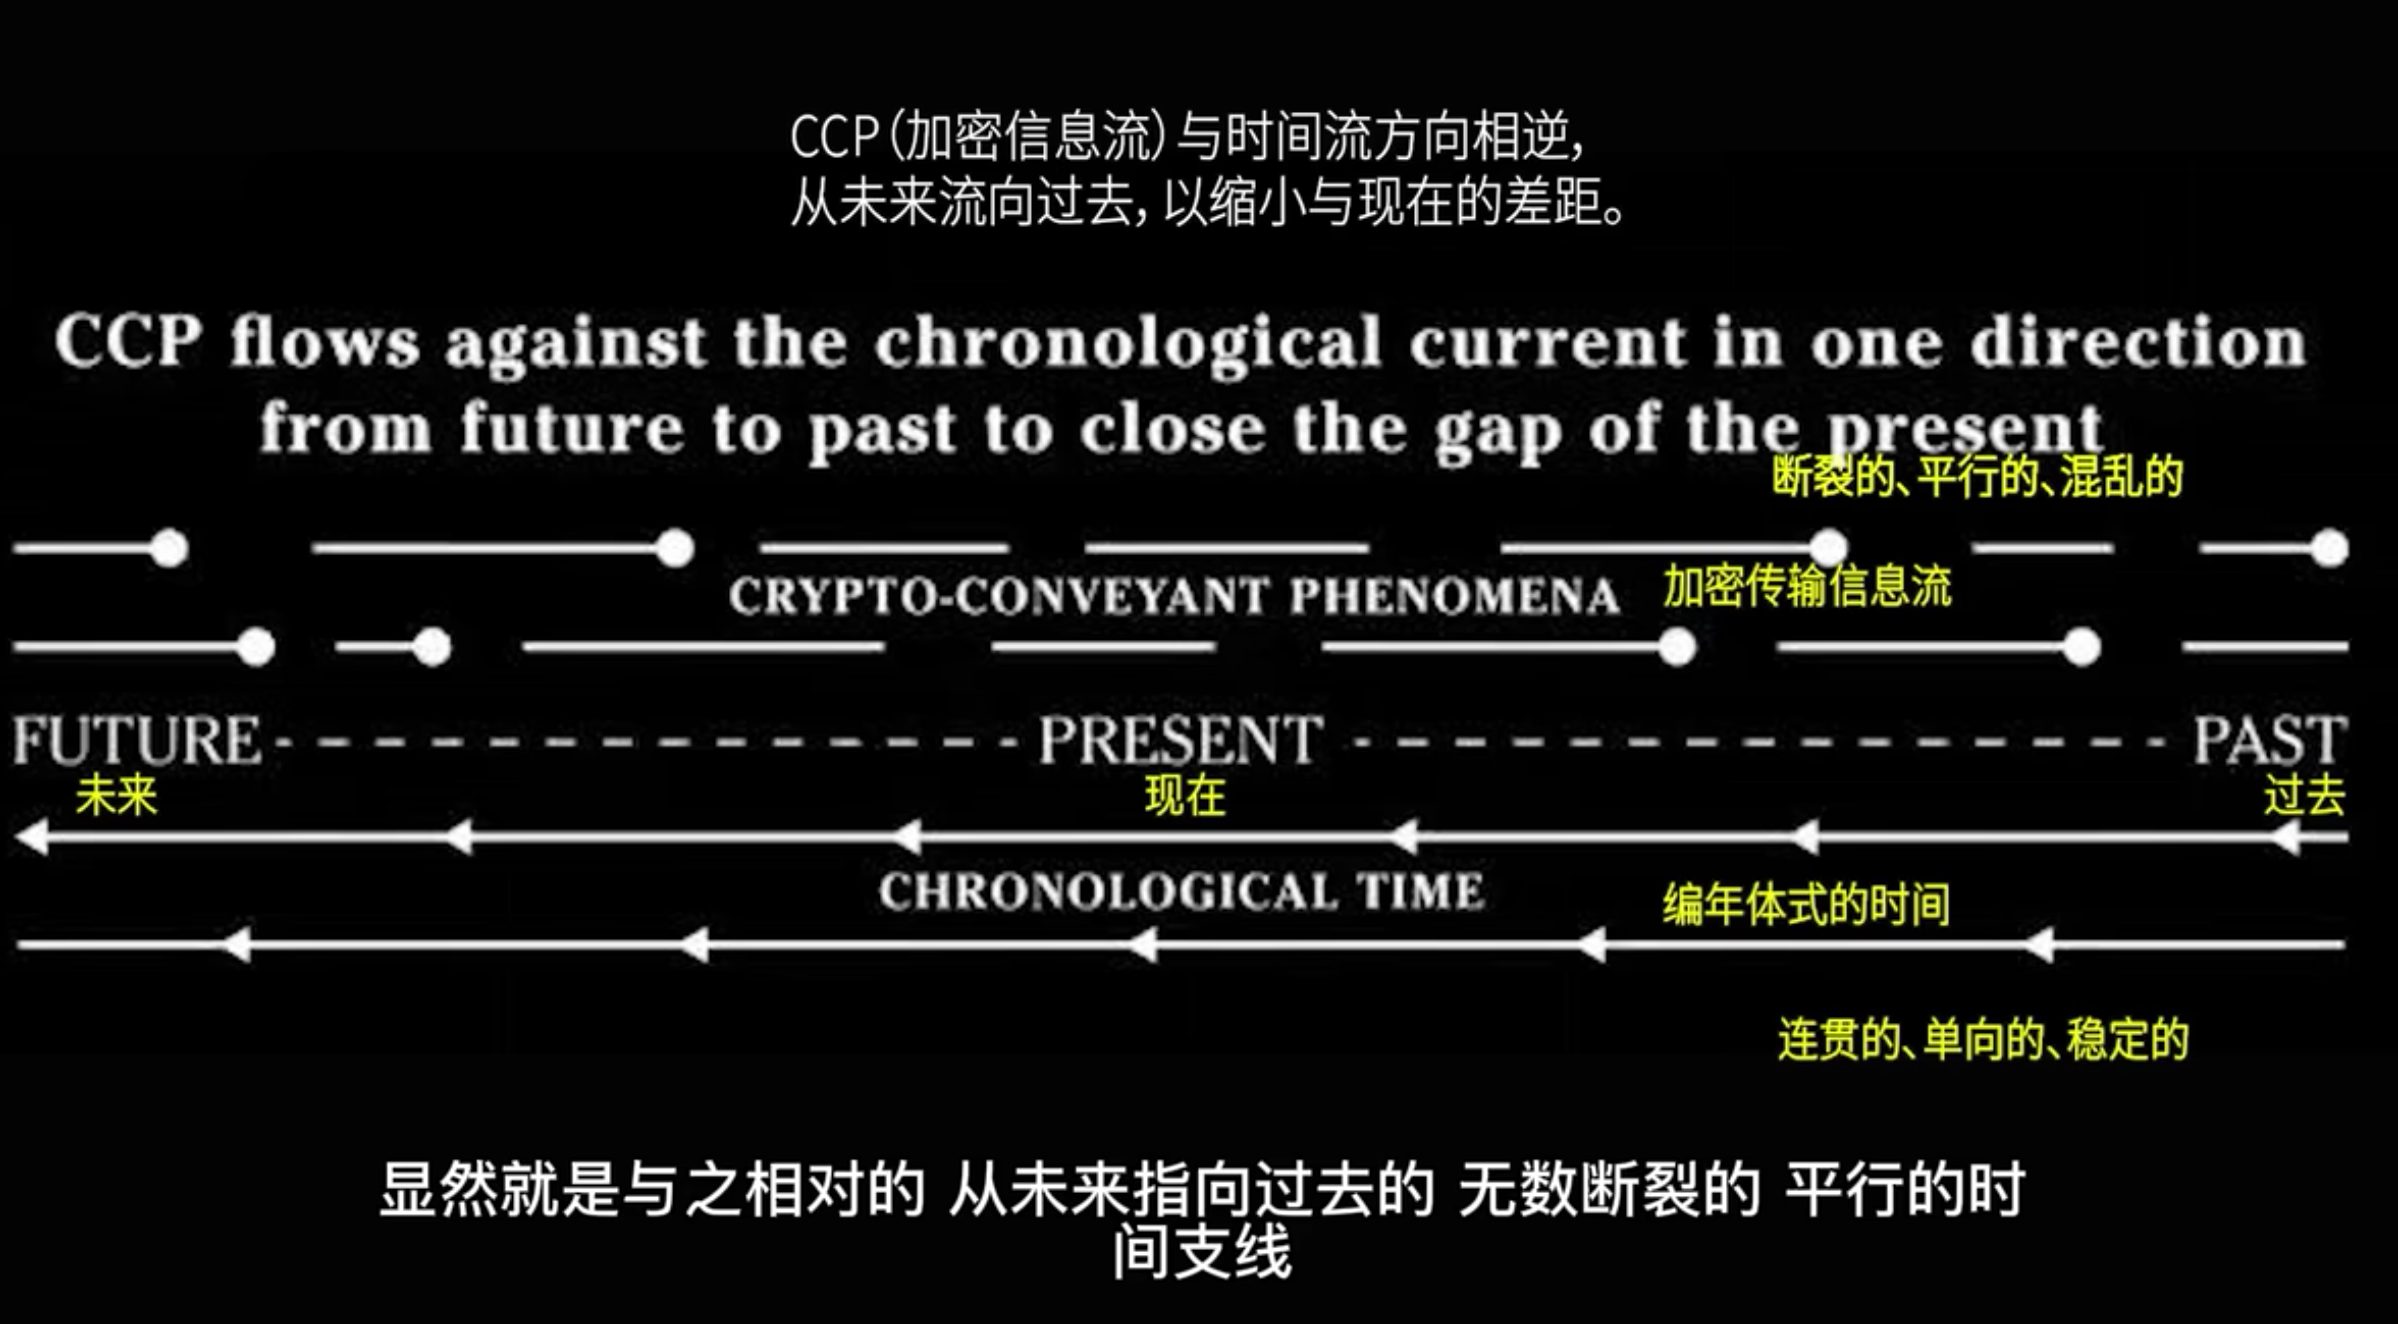 CCP(加密信息流)与时间流方向相逆,
从未来流向过去,以缩小与现在的差距。
CCP flows against the chronological current in one direction
from future to past to close the gap of the present
断裂的、平行的、混乱的
CRYPTO-CONVEYANT PHENOMENA
加密传输信息流
FUTURE
PRESENT
PAST
未来
现在
过去
CHRONOLOGICAL TIME
编年体式的时间
连贯的、单向的、稳定的
显然就是与之相对的 从未来指向过去的 无数断裂的 平行的时
间支线